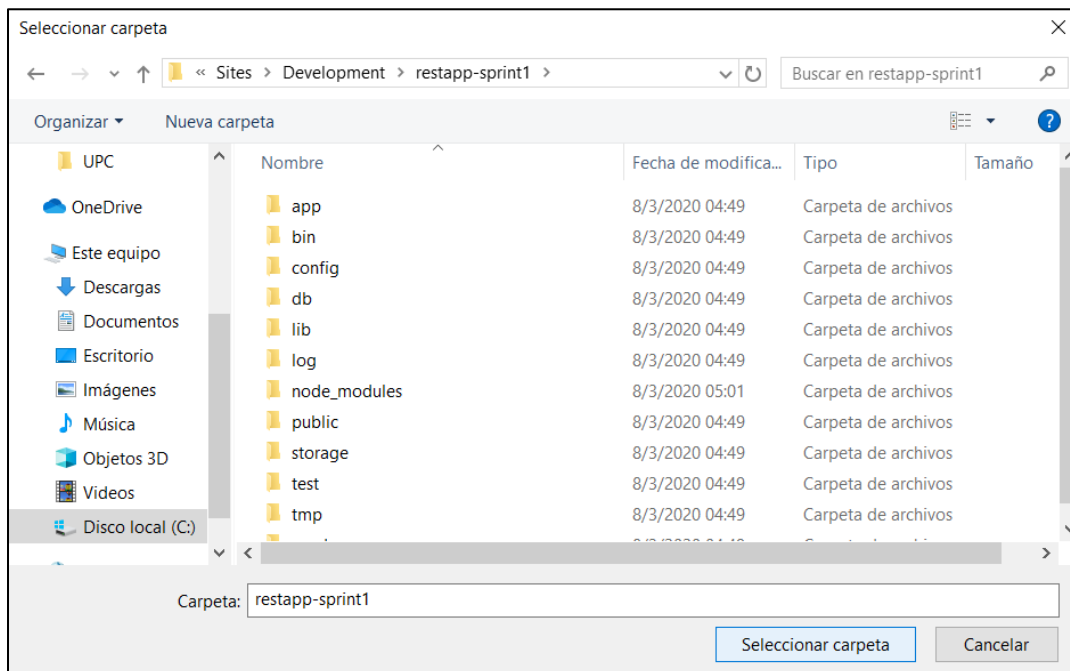 Seleccionar carpeta
« Sites > Development > restapp-sprint1 >
Buscar en restapp-sprint1
Organizar
Nueva carpeta
?
UPC
OneDrive
Este equipo
Descargas
Documentos
Escritorio
Imágenes
Música
Objetos 3D
Videos
Disco local (C:)
Nombre Fecha de modifica... Tipo Tamaño
app 8/3/2020 04:49 Carpeta de archivos
bin 8/3/2020 04:49 Carpeta de archivos
config 8/3/2020 04:49 Carpeta de archivos
db 8/3/2020 04:49 Carpeta de archivos
lib 8/3/2020 04:49 Carpeta de archivos
log 8/3/2020 04:49 Carpeta de archivos
node_modules 8/3/2020 05:01 Carpeta de archivos
public 8/3/2020 04:49 Carpeta de archivos
storage 8/3/2020 04:49 Carpeta de archivos
test 8/3/2020 04:49 Carpeta de archivos
tmp 8/3/2020 04:49 Carpeta de archivos
Carpeta: restapp-sprint1
Seleccionar carpeta
Cancelar